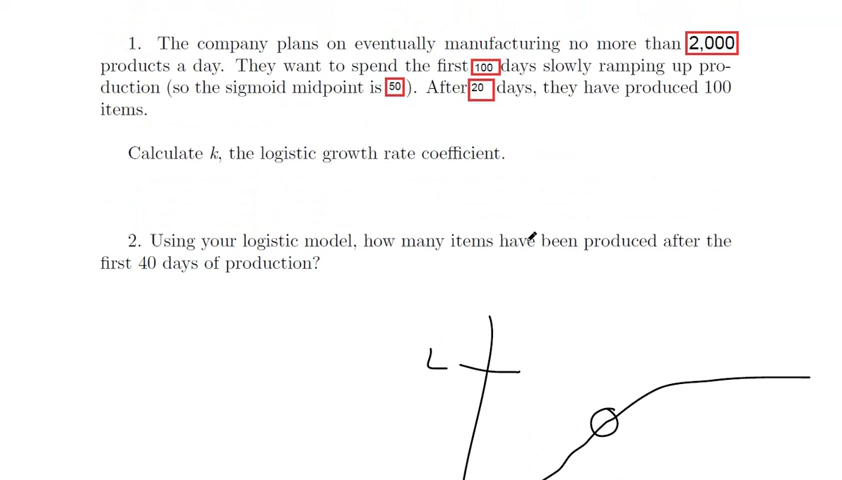 1. The company plans on eventually manufacturing no more than 2,000
products a day. They want to spend the first 100 days slowly ramping up pro-
duction (so the sigmoid midpoint is 50). After 20 days, they have produced 100
items.
Calculate k, the logistic growth rate coefficient.
2. Using your logistic model, how many items have been produced after the
first 40 days of production?
L